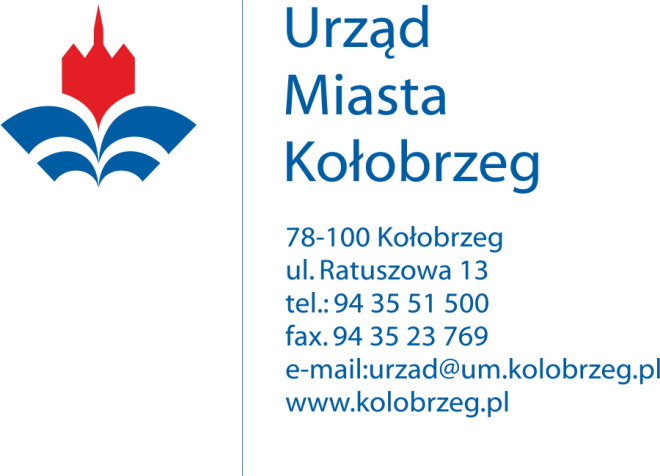 Urząd
Miasta
Kołobrzeg
78-100 Kołobrzeg
ul. Ratuszowa 13
tel.: 94 35 51 500
fax. 94 35 23 769
e-mail:urzad@um.kolobrzeg.pl
www.kolobrzeg.pl